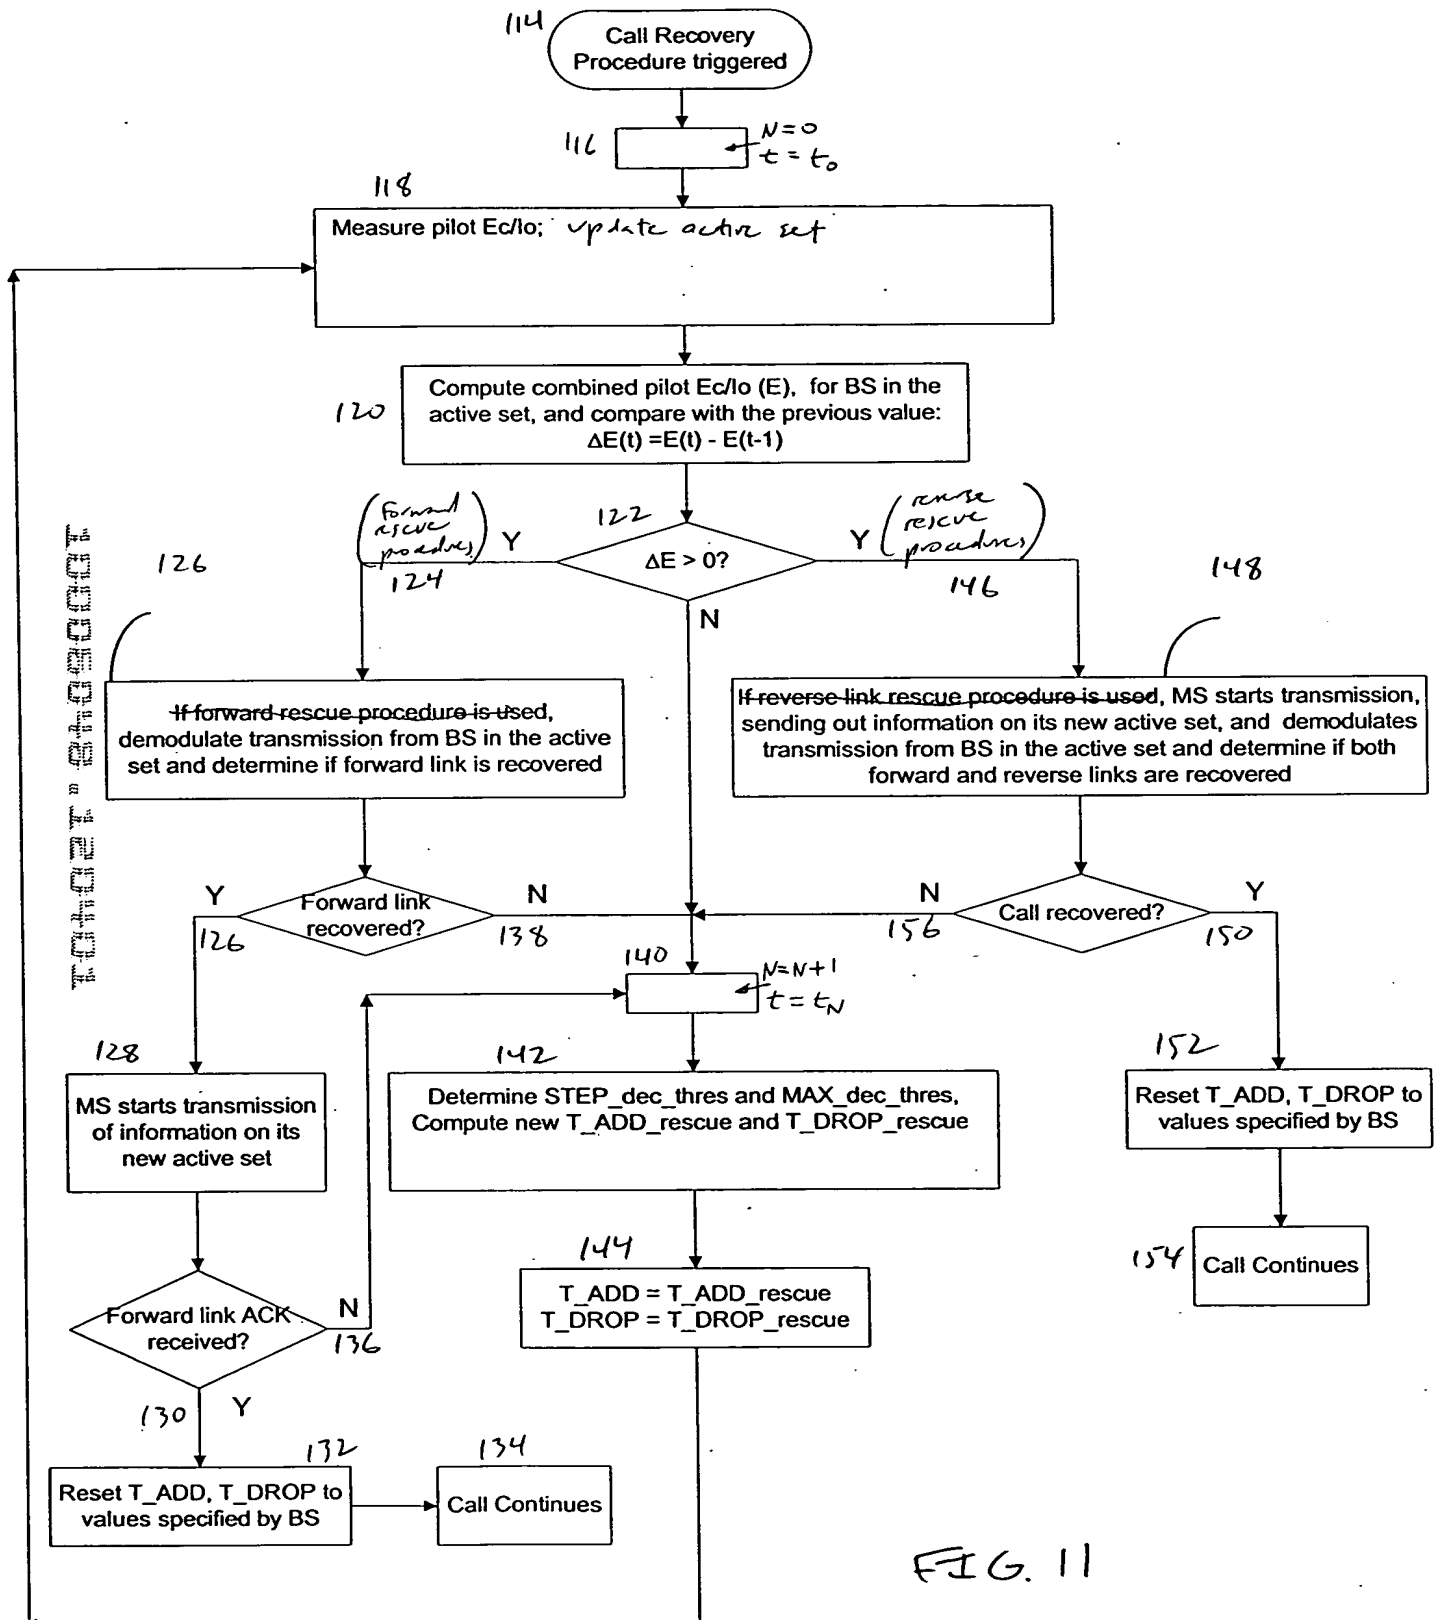 114
Call Recovery
Procedure triggered
116
N=0
t = t₀
118
Measure pilot Ec/Io; update active set
120
Compute combined pilot Ec/Io (E), for BS in the
active set, and compare with the previous value:
ΔE(t) =E(t) - E(t-1)
(forward
rescue
procedures)
Y
124
122
ΔE > 0?
Y
(reverse
rescue
procedures)
146
N
126
148
If forward rescue procedure is used,
demodulate transmission from BS in the active
set and determine if forward link is recovered
If reverse link rescue procedure is used, MS starts transmission,
sending out information on its new active set, and demodulates
transmission from BS in the active set and determine if both
forward and reverse links are recovered
Y
126
Forward link
recovered?
N
138
N
156
Call recovered?
Y
150
140
N=N+1
t = t_N
128
MS starts transmission
of information on its
new active set
142
Determine STEP_dec_thres and MAX_dec_thres,
Compute new T_ADD_rescue and T_DROP_rescue
152
Reset T_ADD, T_DROP to
values specified by BS
144
T_ADD = T_ADD_rescue
T_DROP = T_DROP_rescue
154
Call Continues
Forward link ACK
received?
N
136
130
Y
132
Reset T_ADD, T_DROP to
values specified by BS
134
Call Continues
10005048.120401
FIG. 11